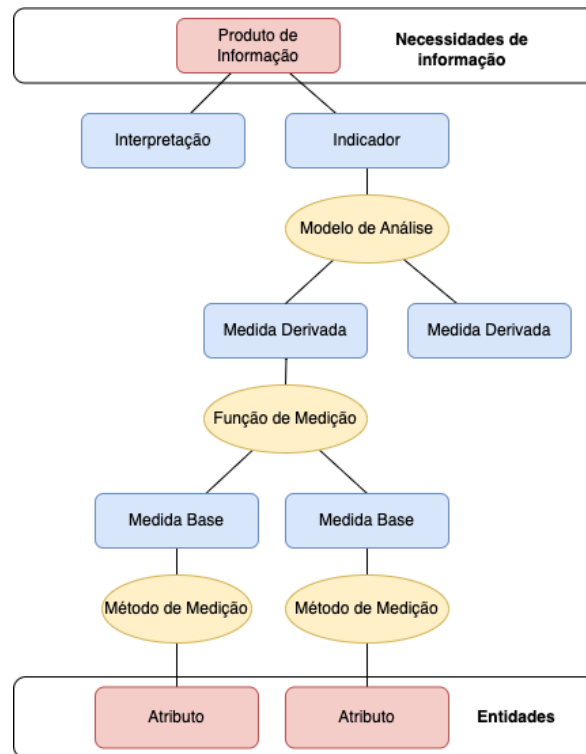 Produto de
Informação
Necessidades de
informação
Interpretação
Indicador
Modelo de Análise
Medida Derivada
Medida Derivada
Função de Medição
Medida Base
Medida Base
Método de Medição
Método de Medição
Atributo
Atributo
Entidades